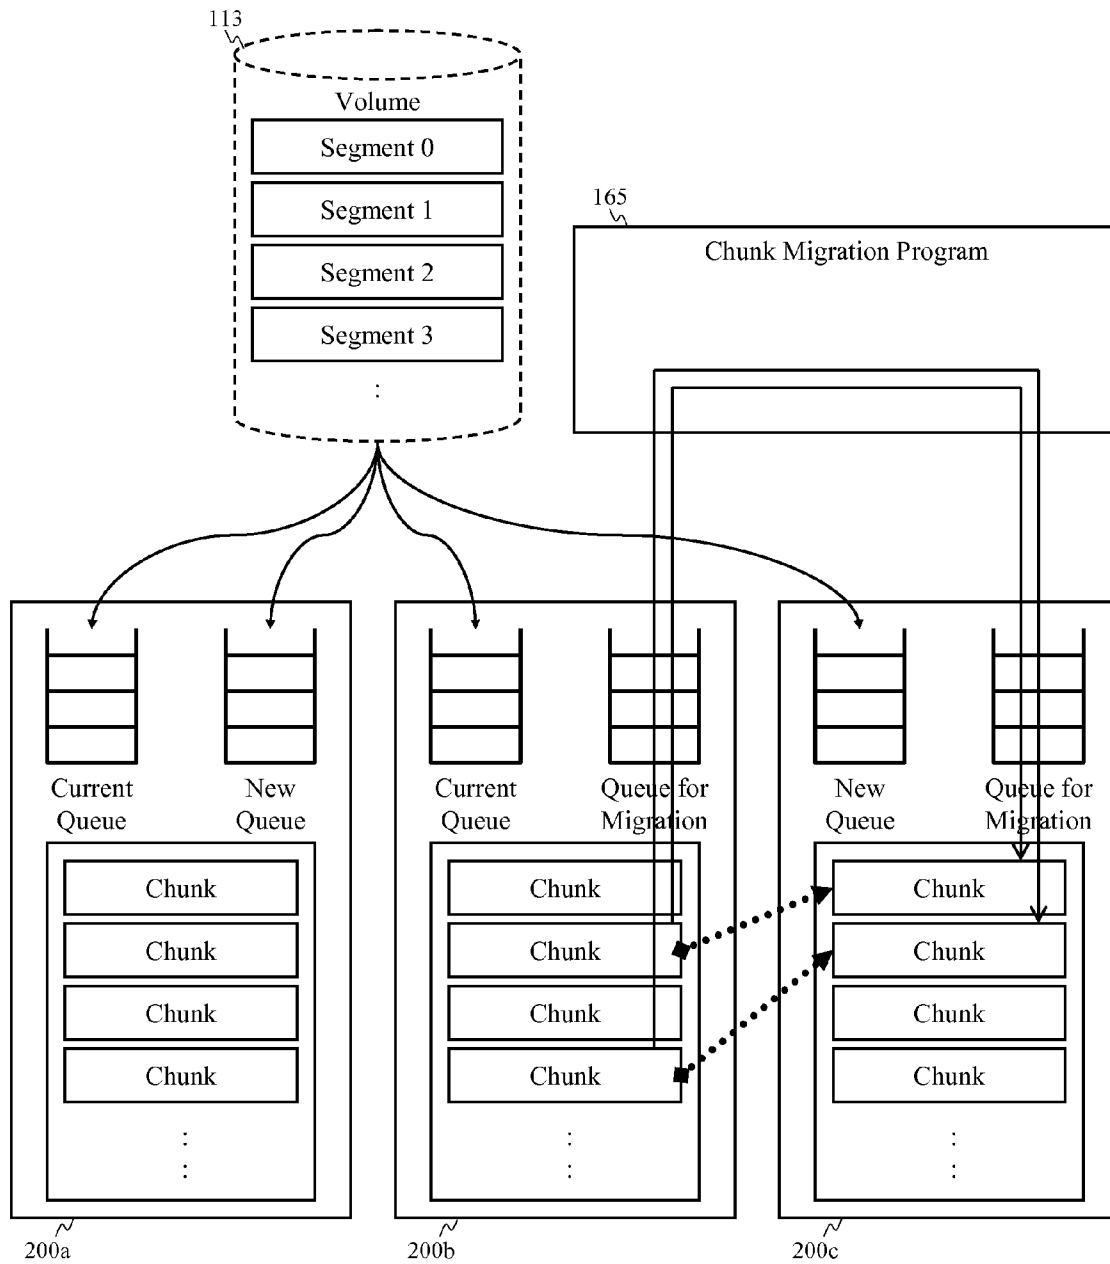 113
Volume
Segment 0
Segment 1
Segment 2
Segment 3
165
Chunk Migration Program
Current
Queue
New
Queue
Current
Queue
Queue for
Migration
New
Queue
Queue for
Migration
Chunk
Chunk
Chunk
Chunk
Chunk
Chunk
Chunk
Chunk
Chunk
Chunk
Chunk
Chunk
200a
200b
200c